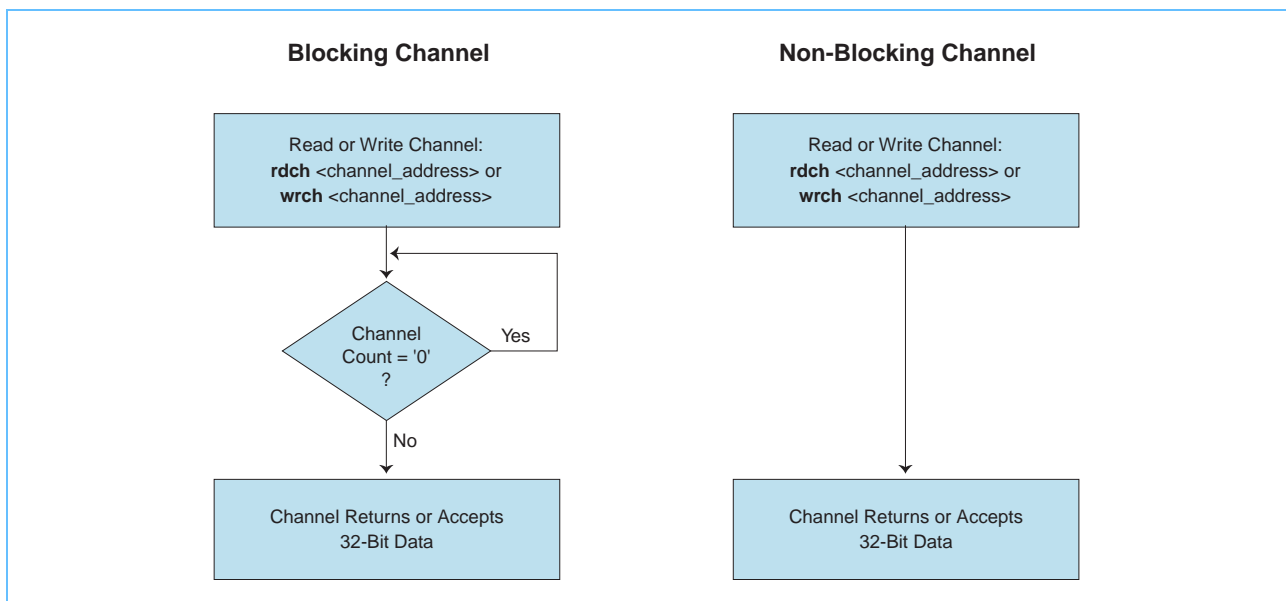 Blocking Channel
Read or Write Channel:
rdch <channel_address> or
wrch <channel_address>
Channel
Count = '0'
?
Yes
No
Channel Returns or Accepts
32-Bit Data
Non-Blocking Channel
Read or Write Channel:
rdch <channel_address> or
wrch <channel_address>
Channel Returns or Accepts
32-Bit Data